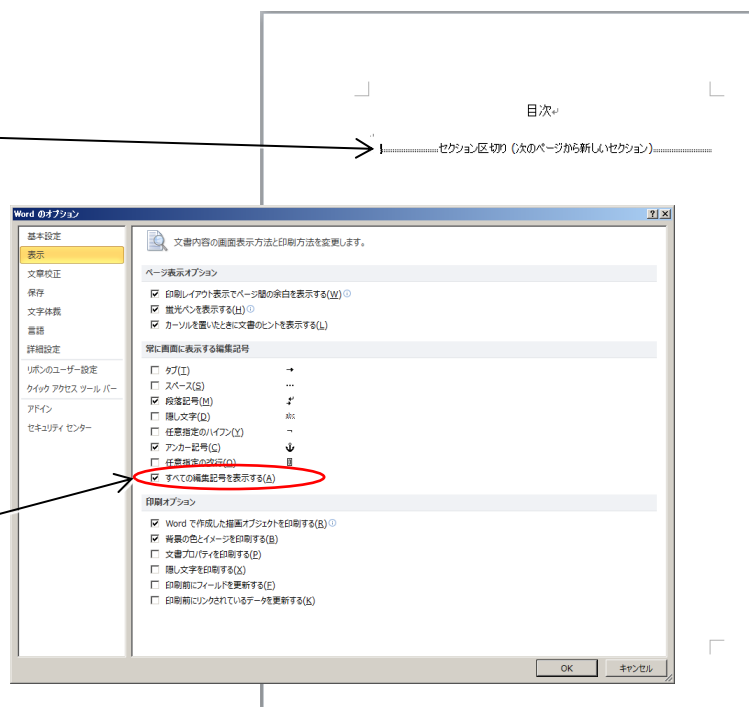 目次↵
セクション区切り（次のページから新しいセクション）
Word のオプション
基本設定
表示
文章校正
保存
文字体裁
言語
詳細設定
リボンのユーザー設定
クイック アクセス ツール バー
アドイン
セキュリティ センター
文書内容の画面表示方法と印刷方法を変更します。
ページ表示オプション
印刷レイアウト表示でページ間の余白を表示する(W)
蛍光ペンを表示する(H)
カーソルを置いたときに文書のヒントを表示する(L)
常に画面に表示する編集記号
タブ(T) →
スペース(S) ···
段落記号(M)
隠し文字(D) abc
任意指定のハイフン(Y) ¬
アンカー記号(C)
任意指定の改行(O)
すべての編集記号を表示する(A)
印刷オプション
Word で作成した描画オブジェクトを印刷する(R)
背景の色とイメージを印刷する(B)
文書プロパティを印刷する(P)
隠し文字を印刷する(X)
印刷前にフィールドを更新する(F)
印刷前にリンクされているデータを更新する(K)
OK キャンセル